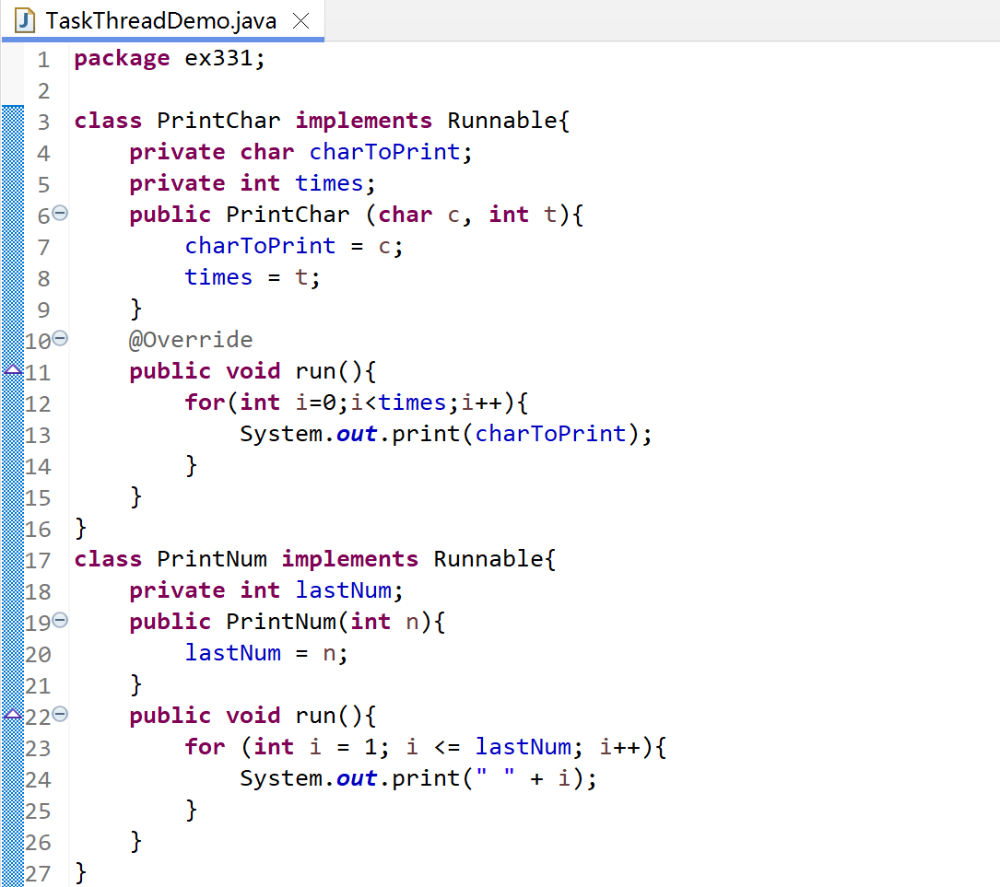 TaskThreadDemo.java
1 package ex331;
2
3 class PrintChar implements Runnable{
4     private char charToPrint;
5     private int times;
6     public PrintChar (char c, int t){
7         charToPrint = c;
8         times = t;
9     }
10     @Override
11     public void run(){
12         for(int i=0;i<times;i++){
13             System.out.print(charToPrint);
14         }
15     }
16 }
17 class PrintNum implements Runnable{
18     private int lastNum;
19     public PrintNum(int n){
20         lastNum = n;
21     }
22     public void run(){
23         for (int i = 1; i <= lastNum; i++){
24             System.out.print(" " + i);
25         }
26     }
27 }